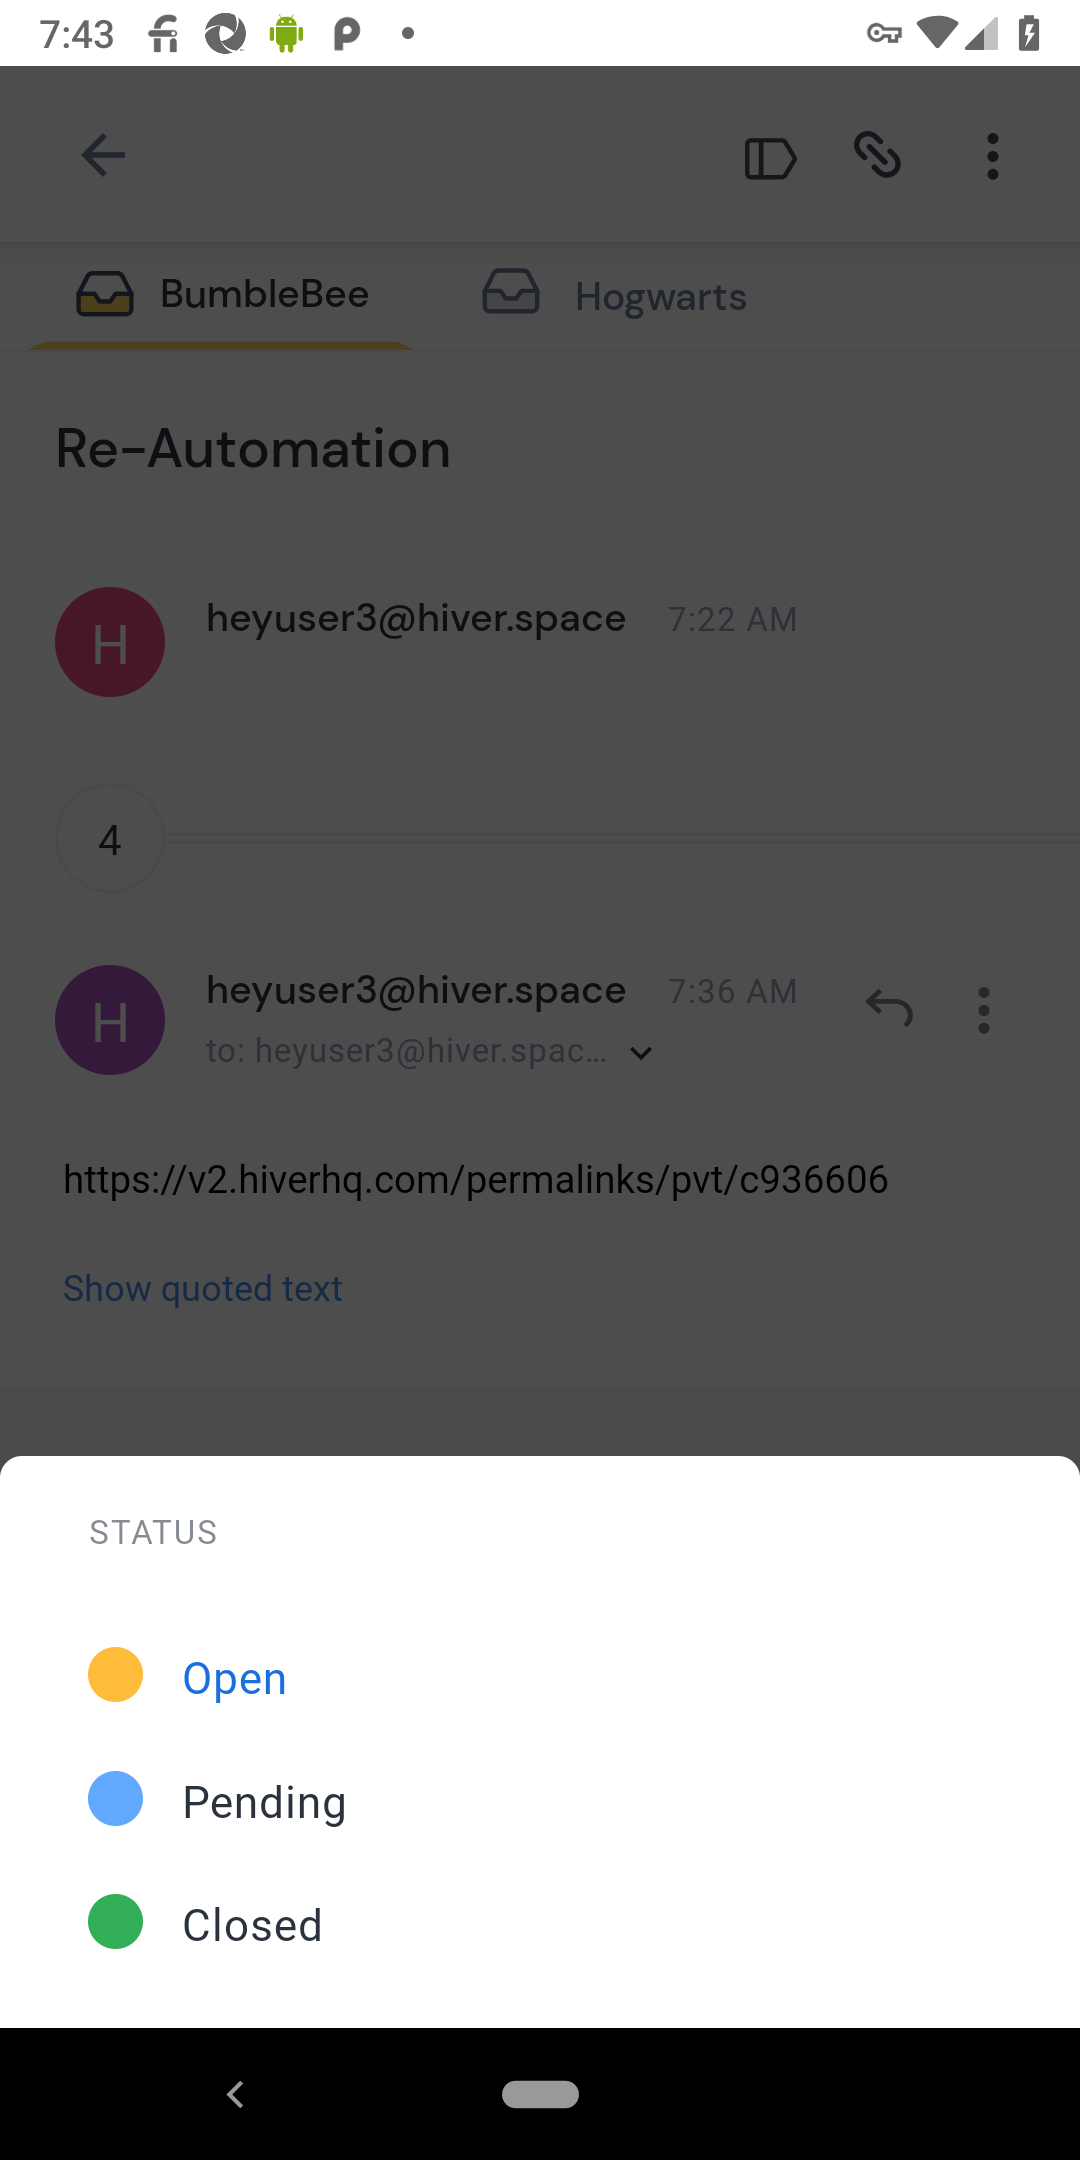 7:43
BumbleBee
Hogwarts
Re-Automation
H
heyuser3@hiver.space 7:22 AM
4
H
heyuser3@hiver.space 7:36 AM
to: heyuser3@hiver.spac...
https://v2.hiverhq.com/permalinks/pvt/c936606
Show quoted text
STATUS
Open
Pending
Closed